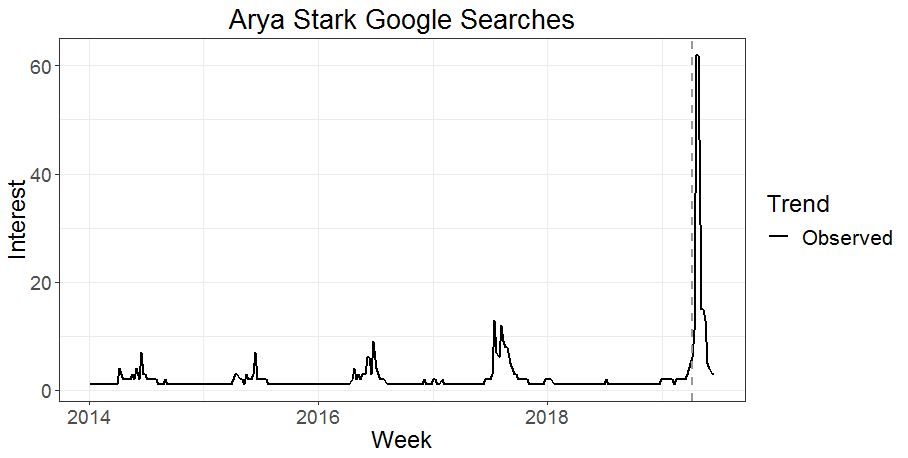 Arya Stark Google Searches
60
40
20
0
Interest
2014
2016
2018
Week
Trend
Observed